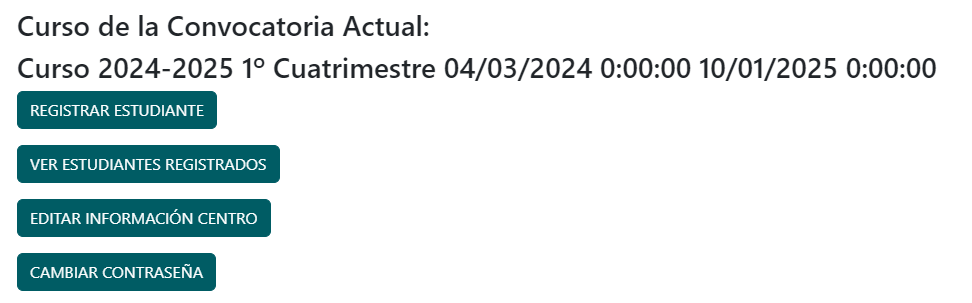 Curso de la Convocatoria Actual:
Curso 2024-2025 1º Cuatrimestre 04/03/2024 0:00:00 10/01/2025 0:00:00
REGISTRAR ESTUDIANTE
VER ESTUDIANTES REGISTRADOS
EDITAR INFORMACIÓN CENTRO
CAMBIAR CONTRASEÑA